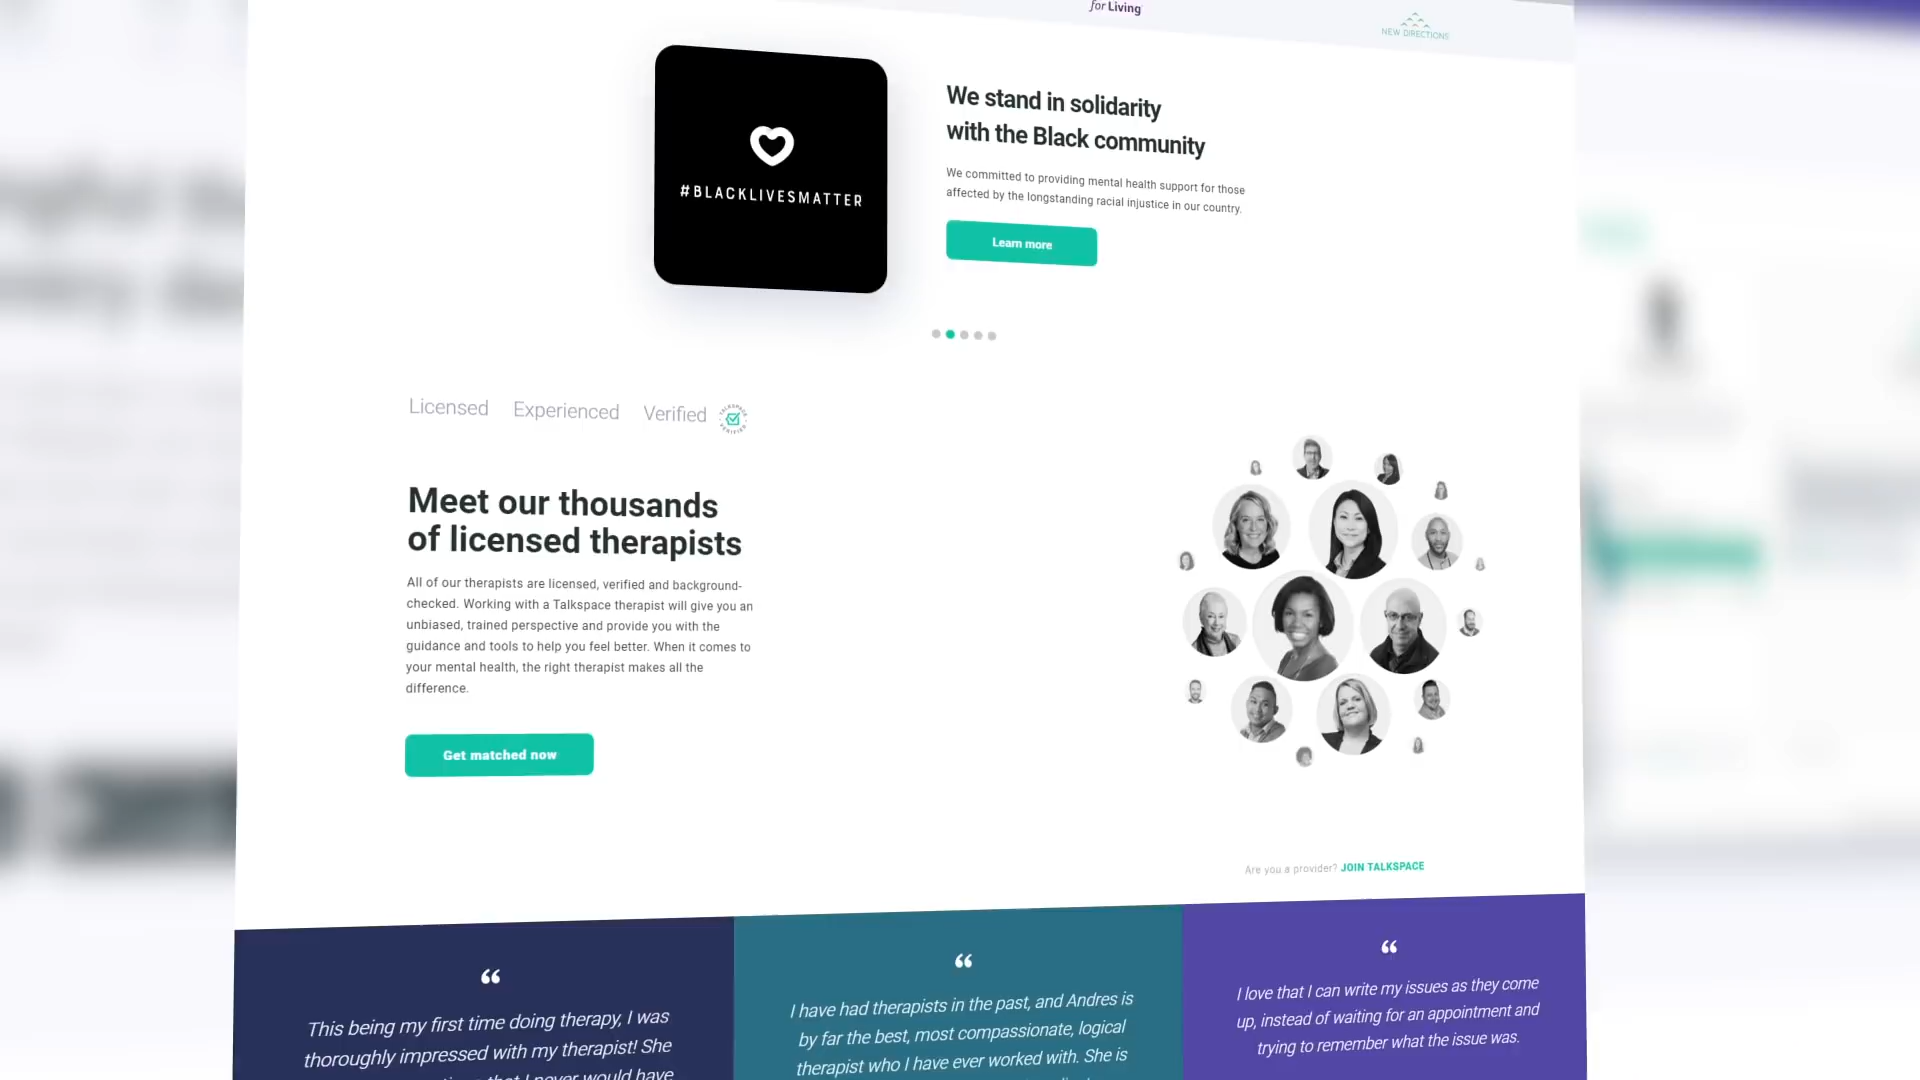 for Living
NEW DIRECTIONS
#BLACKLIVESMATTER
We stand in solidarity
with the Black community
We committed to providing mental health support for those
affected by the longstanding racial injustice in our country.
Learn more
Licensed Experienced Verified
TALKSPACE VERIFIED
Meet our thousands
of licensed therapists
All of our therapists are licensed, verified and background-
checked. Working with a Talkspace therapist will give you an
unbiased, trained perspective and provide you with the
guidance and tools to help you feel better. When it comes to
your mental health, the right therapist makes all the
difference.
Get matched now
Are you a provider? JOIN TALKSPACE
“
This being my first time doing therapy, I was
thoroughly impressed with my therapist! She
that I never would have
“
I have had therapists in the past, and Andres is
by far the best, most compassionate, logical
therapist who I have ever worked with. She is
“
I love that I can write my issues as they come
up, instead of waiting for an appointment and
trying to remember what the issue was.